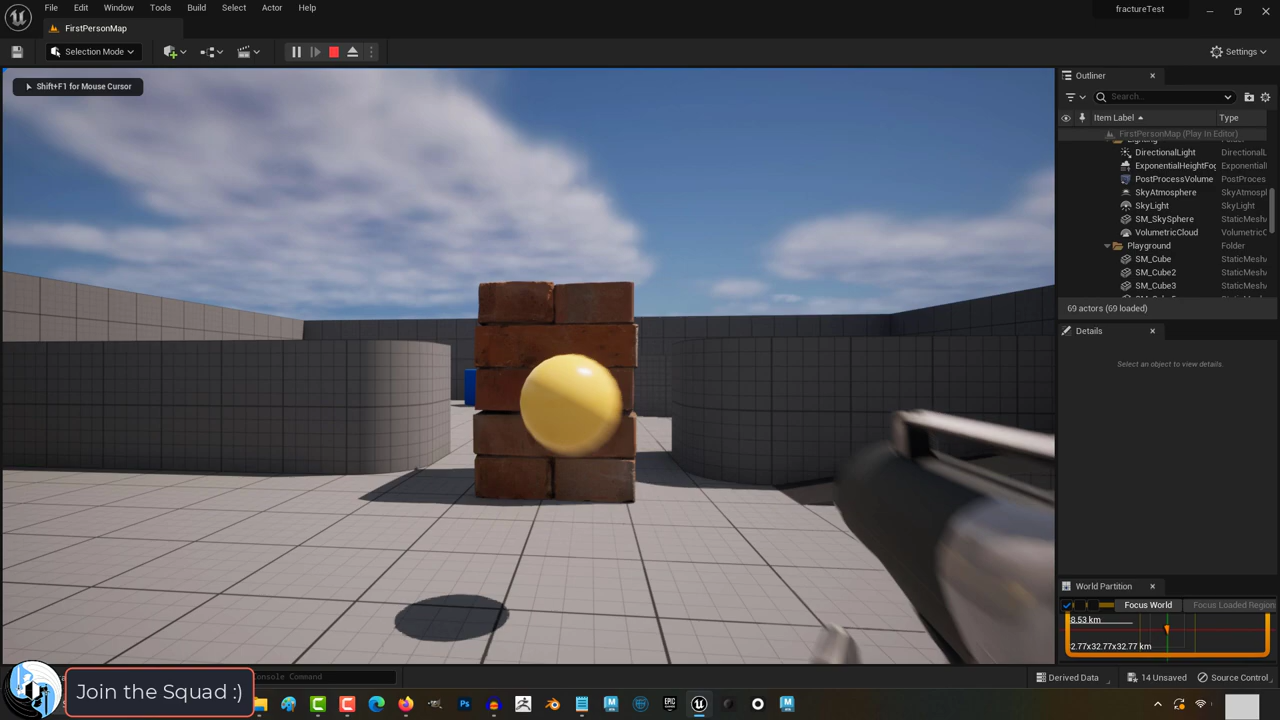 File Edit Window Tools Build Select Actor Help
fractureTest
FirstPersonMap
Selection Mode
Settings
Shift+F1 for Mouse Cursor
Outliner
Search...
Item Label Type
FirstPersonMap (Play In Editor)
Lighting Folder
DirectionalLight DirectionalL
ExponentialHeightFog Exponential
PostProcessVolume PostProces
SkyAtmosphere SkyAtmosp
SkyLight SkyLight
SM_SkySphere StaticMesh
VolumetricCloud VolumetricC
Playground Folder
SM_Cube StaticMesh
SM_Cube2 StaticMesh
SM_Cube3 StaticMesh
69 actors (69 loaded)
Details
Select an object to view details.
World Partition
Focus World Focus Loaded Region
8.53 km
2.77x32.77x32.77 km
Console Command
Derived Data 14 Unsaved Source Control
Join the Squad :)